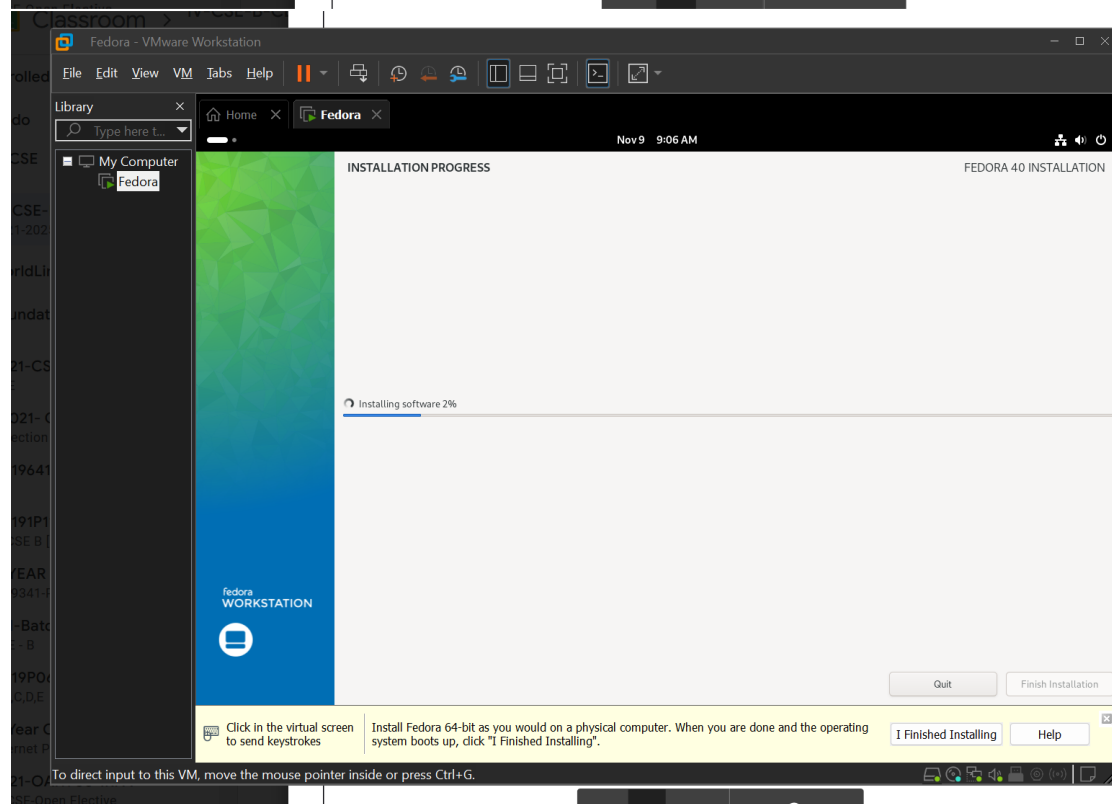 Classroom > IV-CSE-B-CL
Fedora - VMware Workstation
File Edit View VM Tabs Help
Library
Home
Fedora
Type here t...
Nov 9 9:06 AM
My Computer
Fedora
INSTALLATION PROGRESS
FEDORA 40 INSTALLATION
Installing software 2%
fedora
WORKSTATION
Quit
Finish Installation
Click in the virtual screen
to send keystrokes
Install Fedora 64-bit as you would on a physical computer. When you are done and the operating
system boots up, click "I Finished Installing".
I Finished Installing
Help
To direct input to this VM, move the mouse pointer inside or press Ctrl+G.